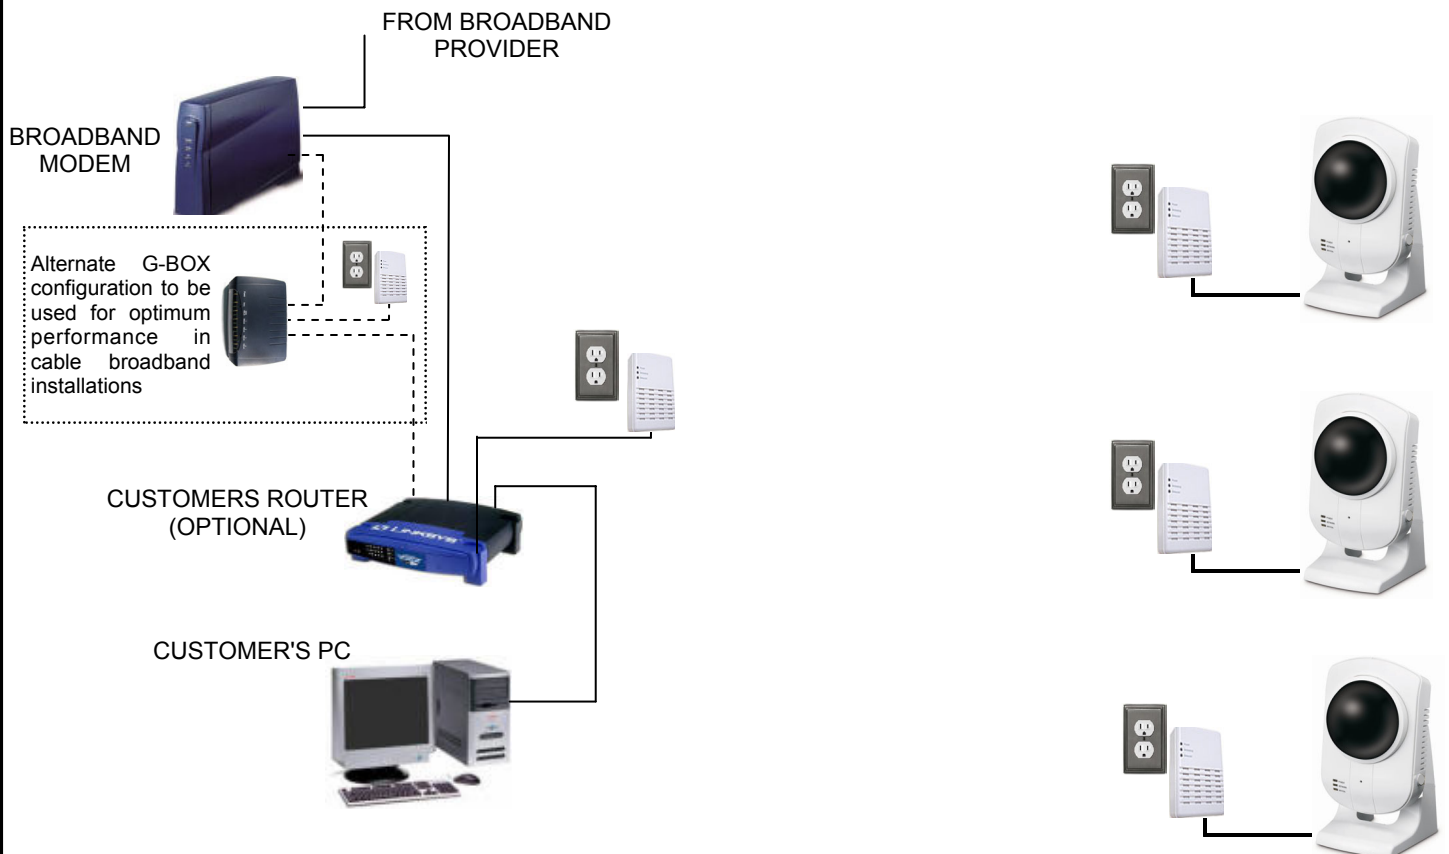 FROM BROADBAND
PROVIDER
BROADBAND
MODEM
Alternate G-BOX
configuration to be
used for optimum
performance in
cable broadband
installations
CUSTOMERS ROUTER
(OPTIONAL)
LINKSYS
CUSTOMER'S PC